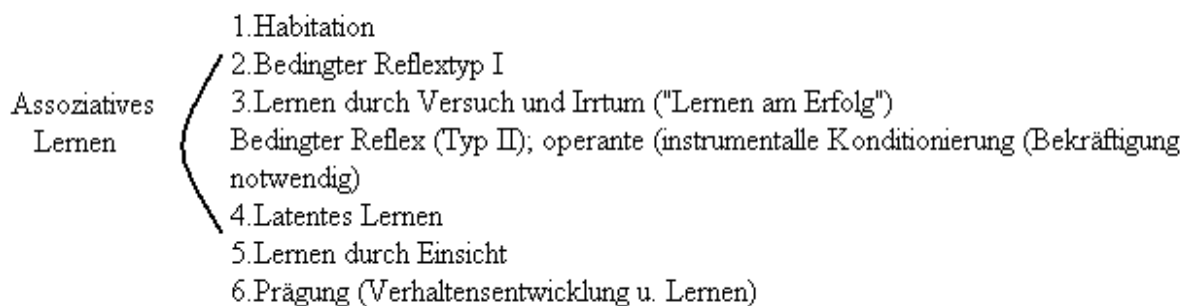 1.Habitation
2.Bedingter Reflextyp I
Assoziatives
Lernen
3.Lernen durch Versuch und Irrtum ("Lernen am Erfolg")
Bedingter Reflex (Typ II); operante (instrumentalle Konditionierung (Bekräftigung
notwendig)
4.Latentes Lernen
5.Lernen durch Einsicht
6.Prägung (Verhaltensentwicklung u. Lernen)